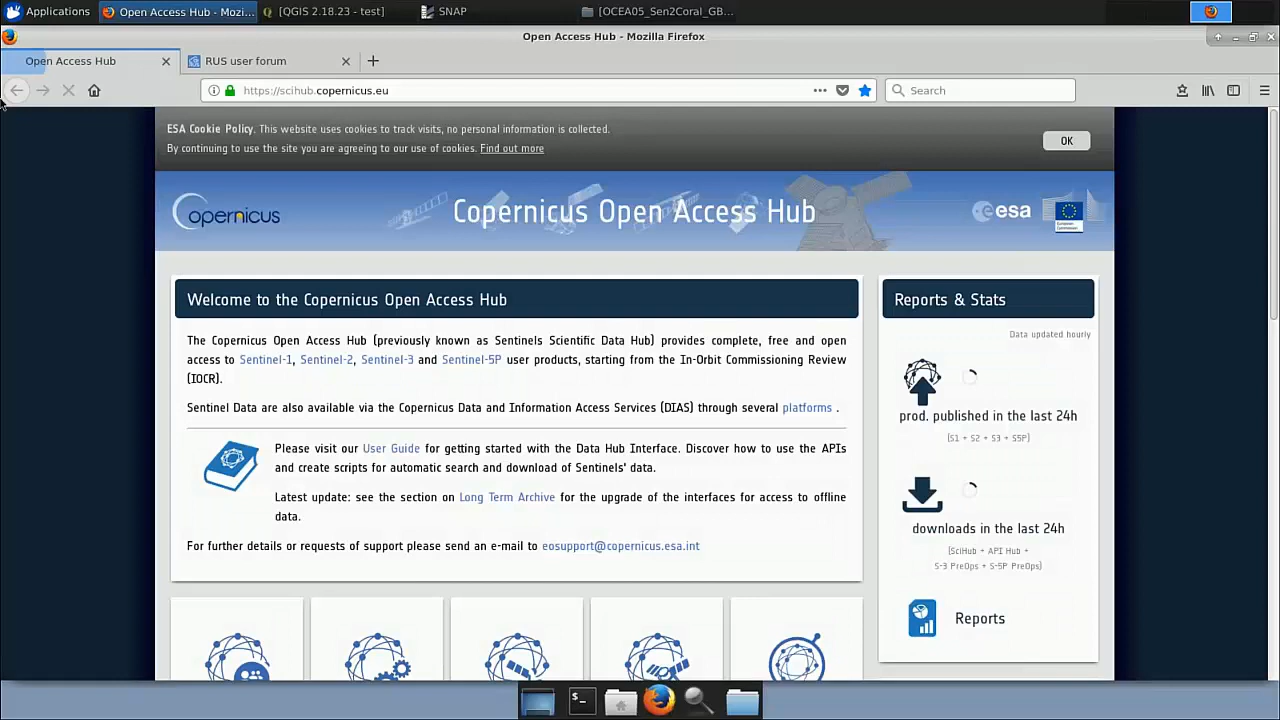 Applications
Open Access Hub - Mozi...
[QGIS 2.18.23 - test]
SNAP
[OCEA05_Sen2Coral_GB...
Open Access Hub - Mozilla Firefox
Open Access Hub
RUS user forum
https://scihub.copernicus.eu
Search
ESA Cookie Policy. This website uses cookies to track visits, no personal information is collected.
By continuing to use the site you are agreeing to our use of cookies. Find out more
OK
opernicus
Copernicus Open Access Hub
esa
Welcome to the Copernicus Open Access Hub
The Copernicus Open Access Hub (previously known as Sentinels Scientific Data Hub) provides complete, free and open
access to Sentinel-1, Sentinel-2, Sentinel-3 and Sentinel-5P user products, starting from the In-Orbit Commissioning Review
(IOCR).
Sentinel Data are also available via the Copernicus Data and Information Access Services (DIAS) through several platforms .
Please visit our User Guide for getting started with the Data Hub Interface. Discover how to use the APIs
and create scripts for automatic search and download of Sentinels' data.
Latest update: see the section on Long Term Archive for the upgrade of the interfaces for access to offline
data.
For further details or requests of support please send an e-mail to eosupport@copernicus.esa.int
Reports & Stats
Data updated hourly
prod. published in the last 24h
(S1 + S2 + S3 + S5P)
downloads in the last 24h
(SciHub + API Hub +
S-3 PreOps + S-5P PreOps)
Reports